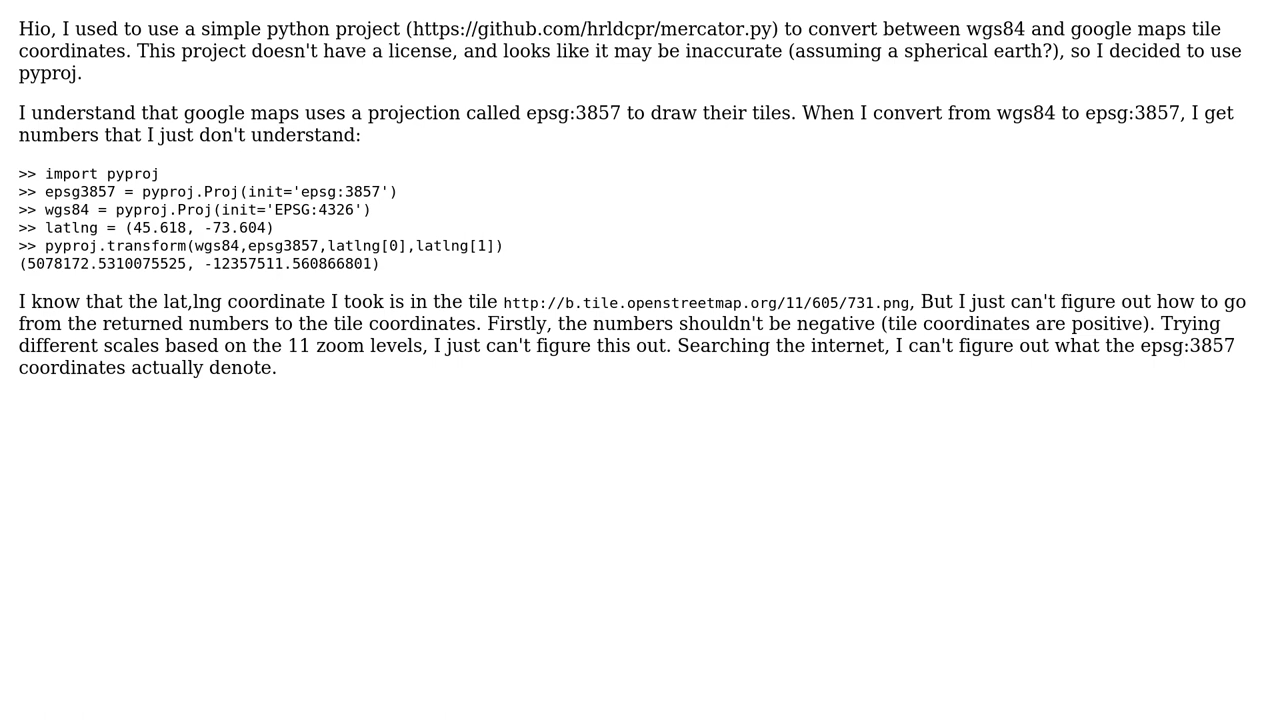 Hio, I used to use a simple python project (https://github.com/hrldcpr/mercator.py) to convert between wgs84 and google maps tile
coordinates. This project doesn't have a license, and looks like it may be inaccurate (assuming a spherical earth?), so I decided to use
pyproj.
I understand that google maps uses a projection called epsg:3857 to draw their tiles. When I convert from wgs84 to epsg:3857, I get
numbers that I just don't understand:
>> import pyproj
>> epsg3857 = pyproj.Proj(init='epsg:3857')
>> wgs84 = pyproj.Proj(init='EPSG:4326')
>> latlng = (45.618, -73.604)
>> pyproj.transform(wgs84,epsg3857,latlng[0],latlng[1])
(5078172.5310075525, -12357511.560866801)
I know that the lat,lng coordinate I took is in the tile http://b.tile.openstreetmap.org/11/605/731.png, But I just can't figure out how to go
from the returned numbers to the tile coordinates. Firstly, the numbers shouldn't be negative (tile coordinates are positive). Trying
different scales based on the 11 zoom levels, I just can't figure this out. Searching the internet, I can't figure out what the epsg:3857
coordinates actually denote.